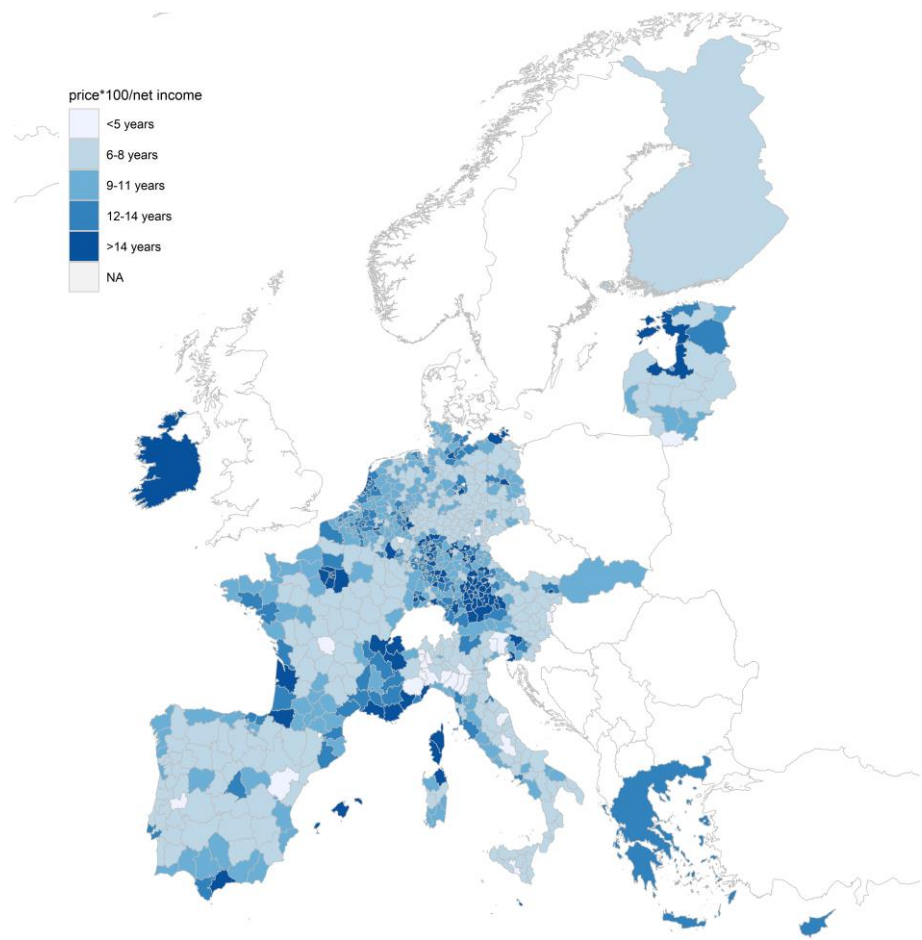 price*100/net income
<5 years
6-8 years
9-11 years
12-14 years
>14 years
NA